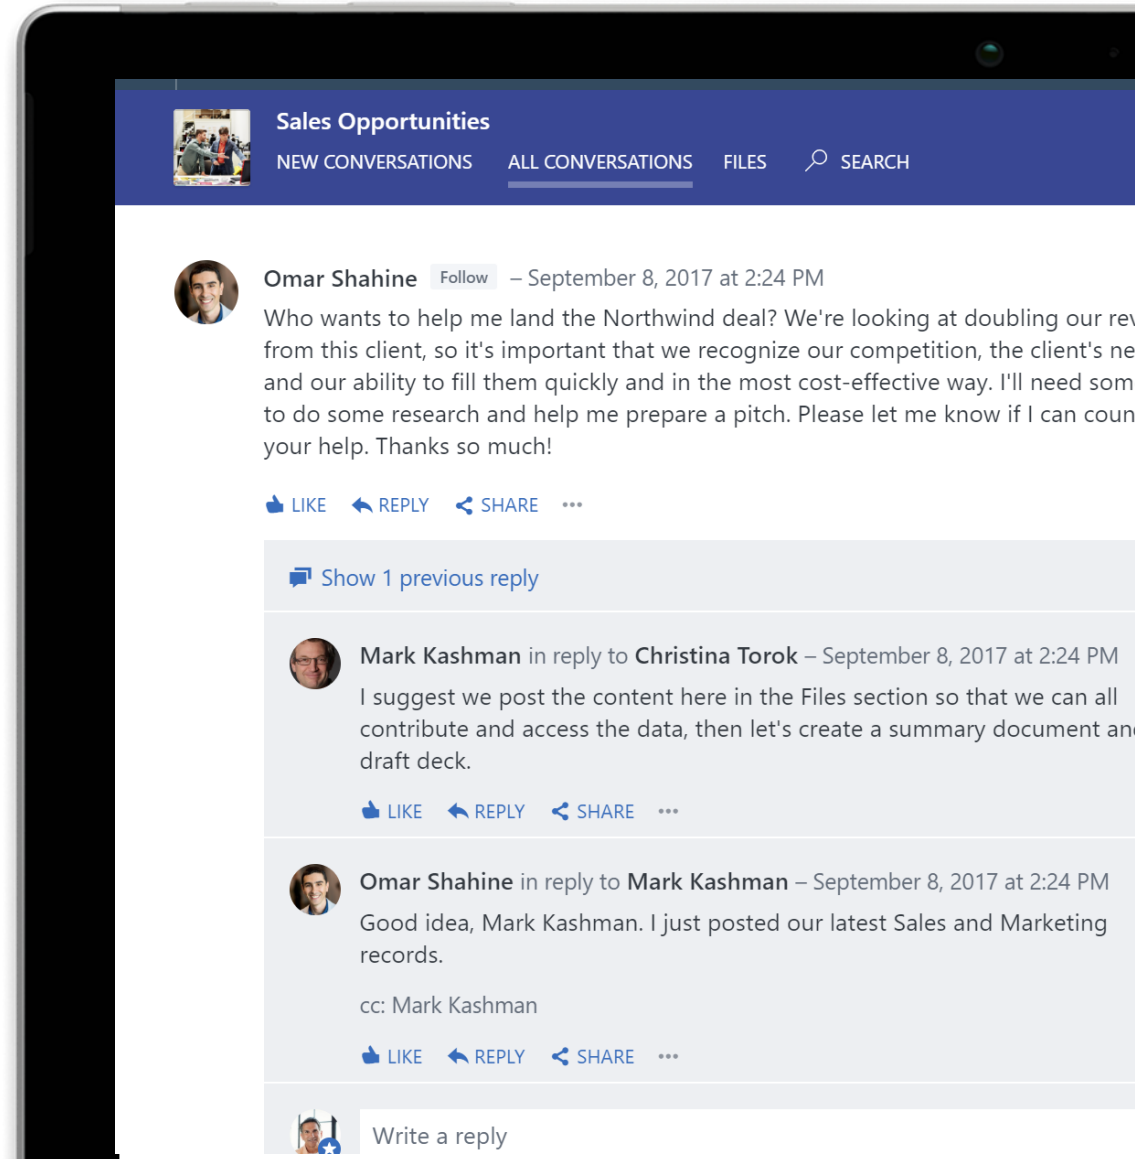 Sales Opportunities
NEW CONVERSATIONS ALL CONVERSATIONS FILES SEARCH
Omar Shahine Follow – September 8, 2017 at 2:24 PM
Who wants to help me land the Northwind deal? We're looking at doubling our
from this client, so it's important that we recognize our competition, the client's
and our ability to fill them quickly and in the most cost-effective way. I'll need
to do some research and help me prepare a pitch. Please let me know if I can
your help. Thanks so much!
LIKE REPLY SHARE
Show 1 previous reply
Mark Kashman in reply to Christina Torok – September 8, 2017 at 2:24 PM
I suggest we post the content here in the Files section so that we can all
contribute and access the data, then let's create a summary document
draft deck.
LIKE REPLY SHARE
Omar Shahine in reply to Mark Kashman – September 8, 2017 at 2:24 PM
Good idea, Mark Kashman. I just posted our latest Sales and Marketing
records.
cc: Mark Kashman
LIKE REPLY SHARE
Write a reply